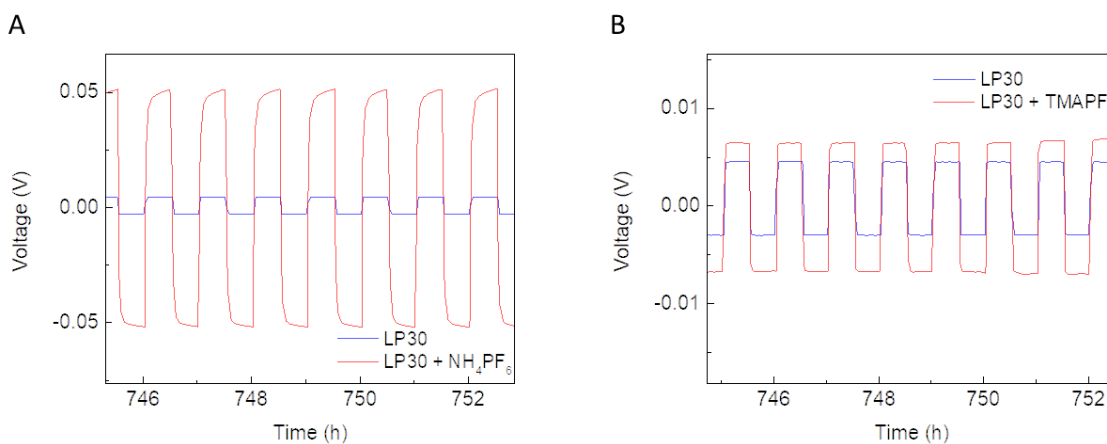 A
B
0.05
0.00
-0.05
Voltage (V)
LP30
LP30 + NH₄PF₆
746
748
750
752
Time (h)
LP30
LP30 + TMAPF
0.01
0.00
-0.01
Voltage (V)
746
748
750
752
Time (h)